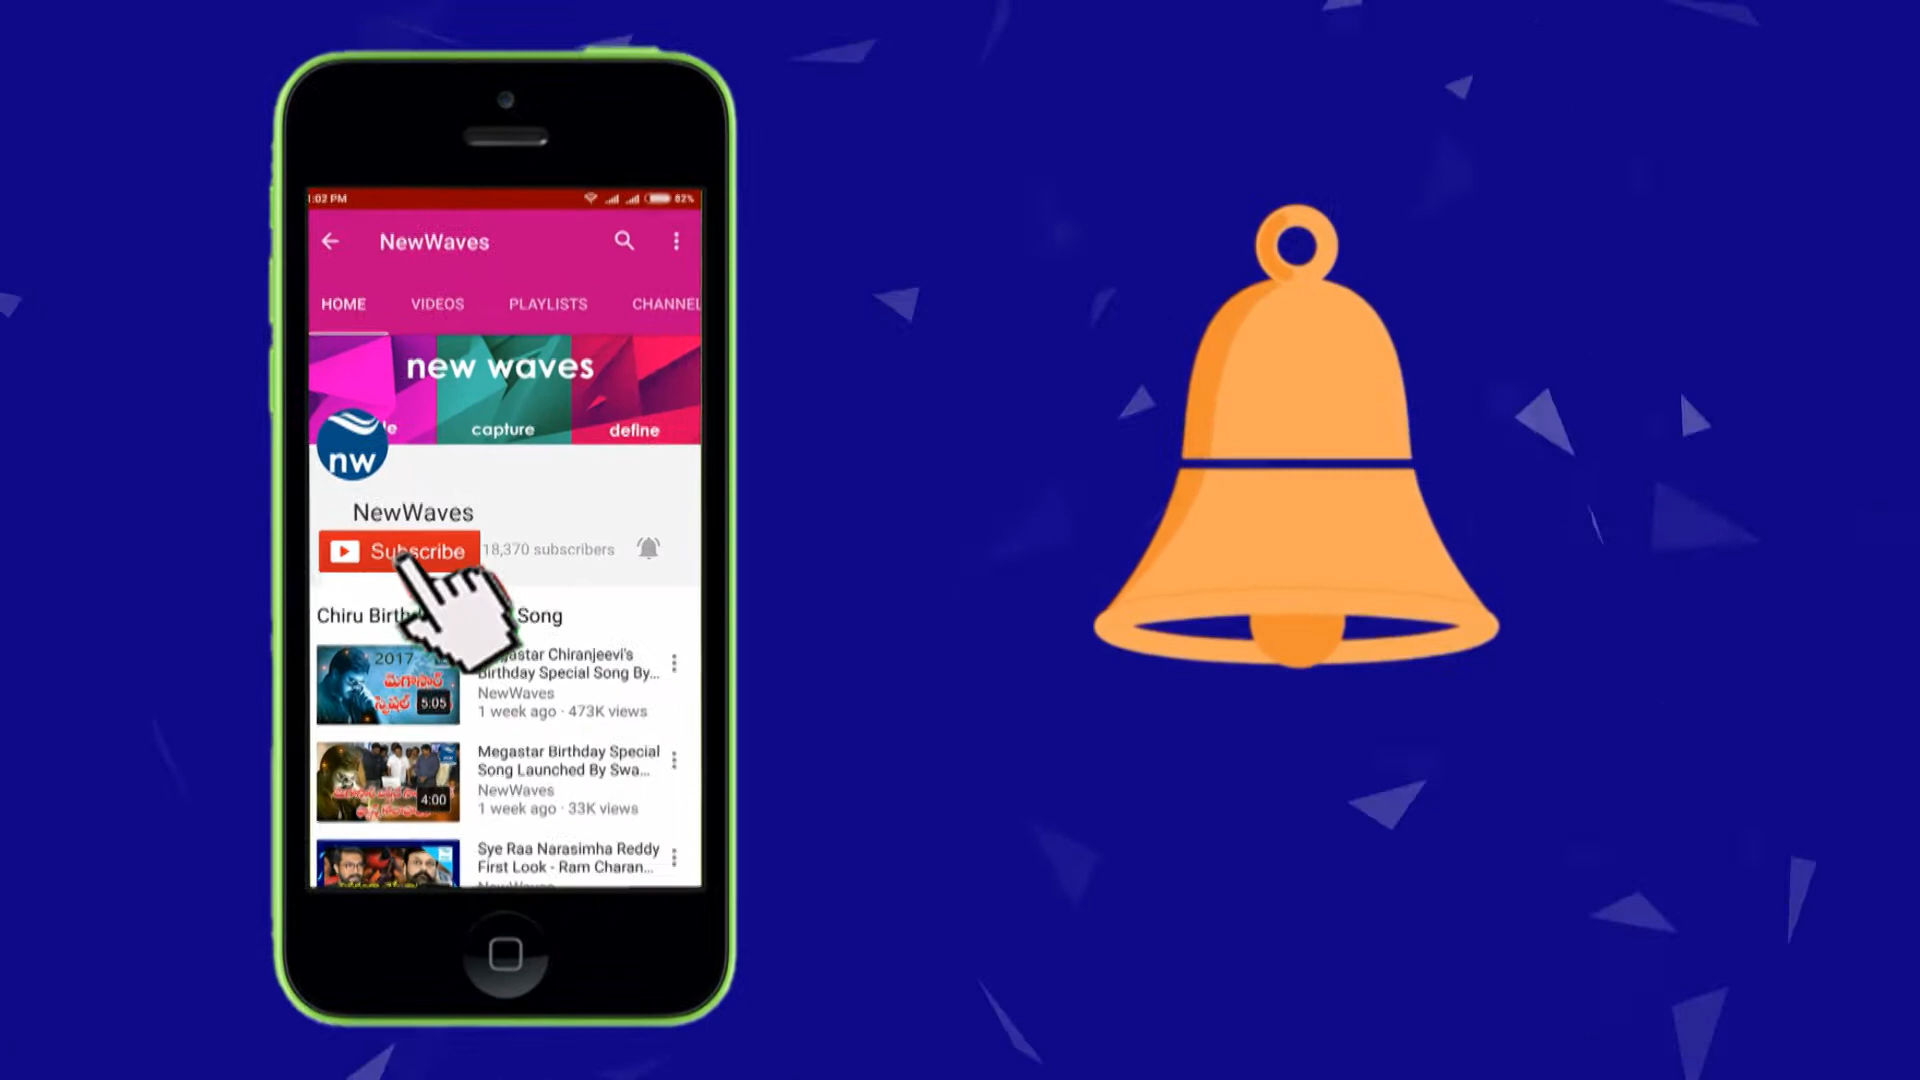 1:02 PM
82%
NewWaves
HOME VIDEOS PLAYLISTS CHANNEL
new waves
capture define
nw
NewWaves
Subscribe 18,370 subscribers
Chiru Song
2017
మెగాస్టార్
స్పెషల్
5:05
Chiranjeevi's
Birthday Special Song By...
NewWaves
1 week ago · 473K views
4:00
Megastar Birthday Special
Song Launched By Swa...
NewWaves
1 week ago · 33K views
Sye Raa Narasimha Reddy
First Look - Ram Charan...